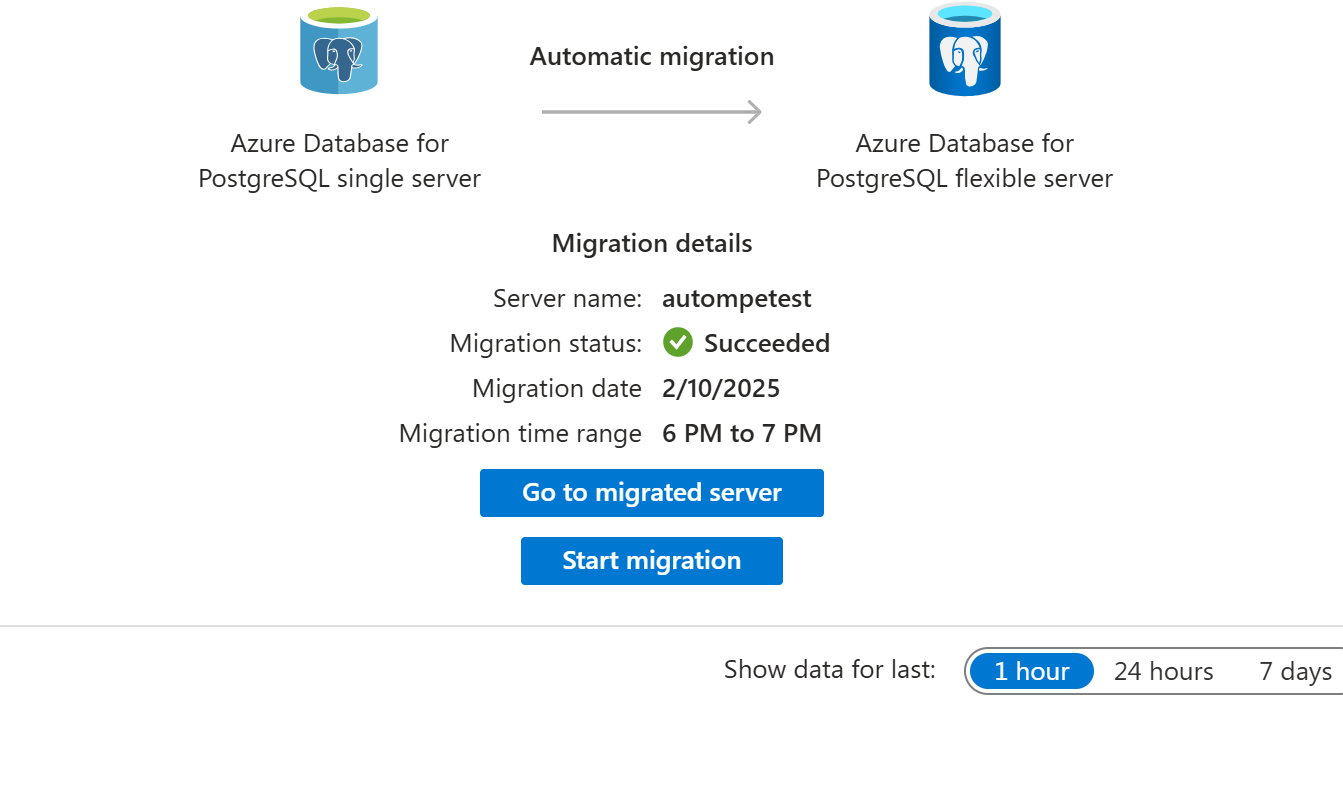 Automatic migration
Azure Database for
PostgreSQL single server
Azure Database for
PostgreSQL flexible server
Migration details
Server name: autompetest
Migration status: Succeeded
Migration date 2/10/2025
Migration time range 6 PM to 7 PM
Go to migrated server
Start migration
Show data for last: 1 hour 24 hours 7 days